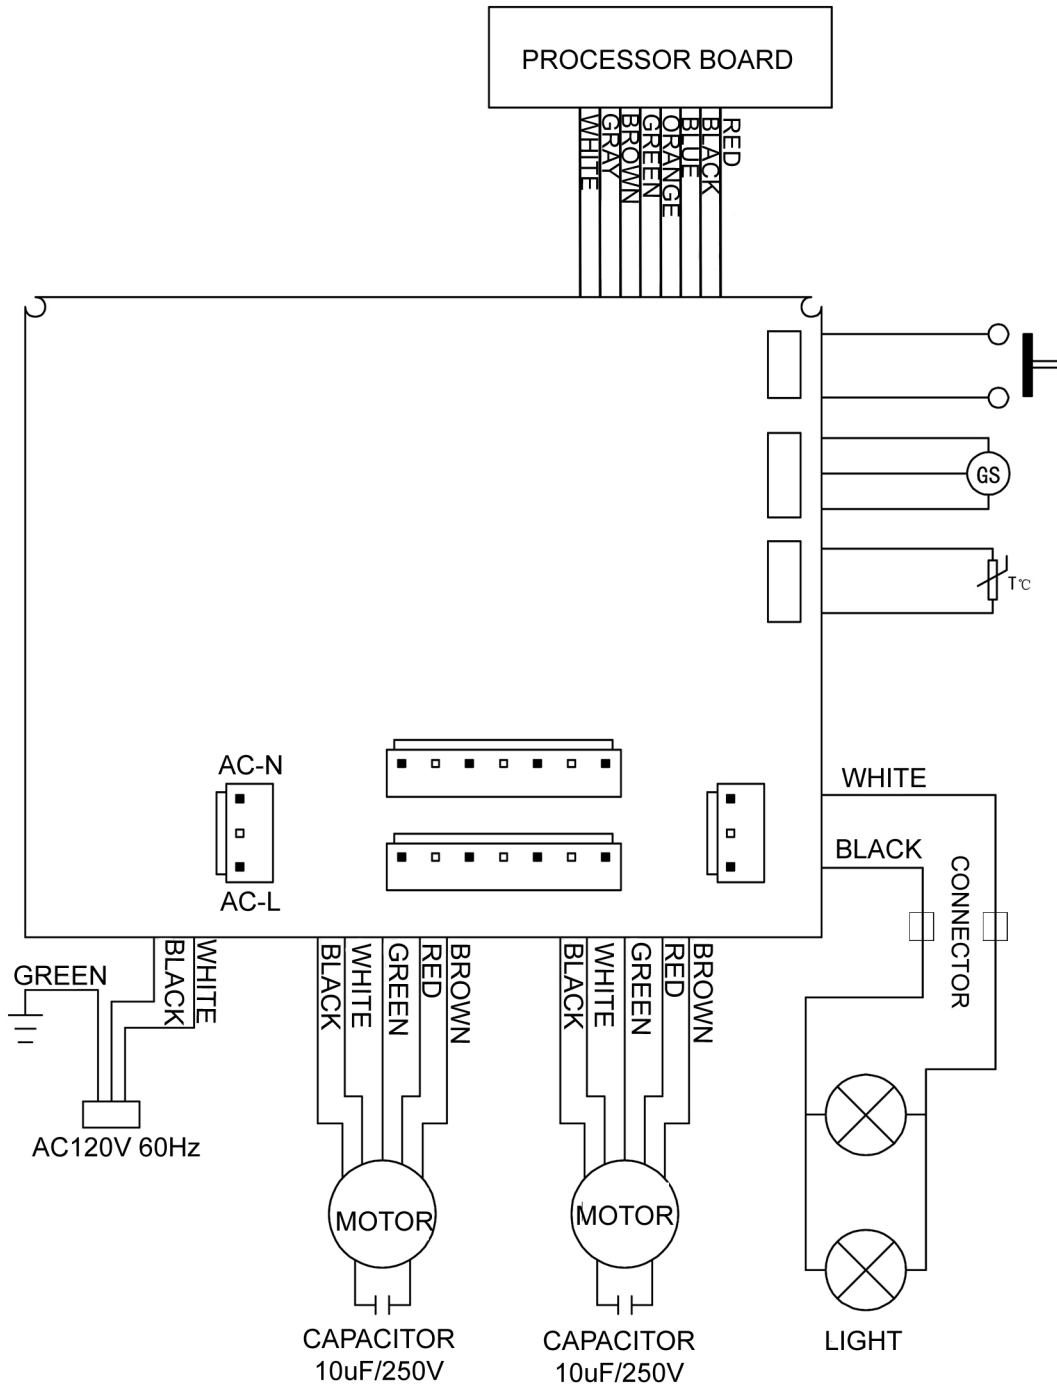 PROCESSOR BOARD
WHITE
GRAY
BROWN
GREEN
ORANGE
BLUE
BLACK
RED
GS
T℃
AC-N
AC-L
WHITE
BLACK
CONNECTOR
GREEN
BLACK
WHITE
BLACK
WHITE
GREEN
RED
BROWN
BLACK
WHITE
GREEN
RED
BROWN
AC120V 60Hz
MOTOR
MOTOR
CAPACITOR
10uF/250V
CAPACITOR
10uF/250V
LIGHT